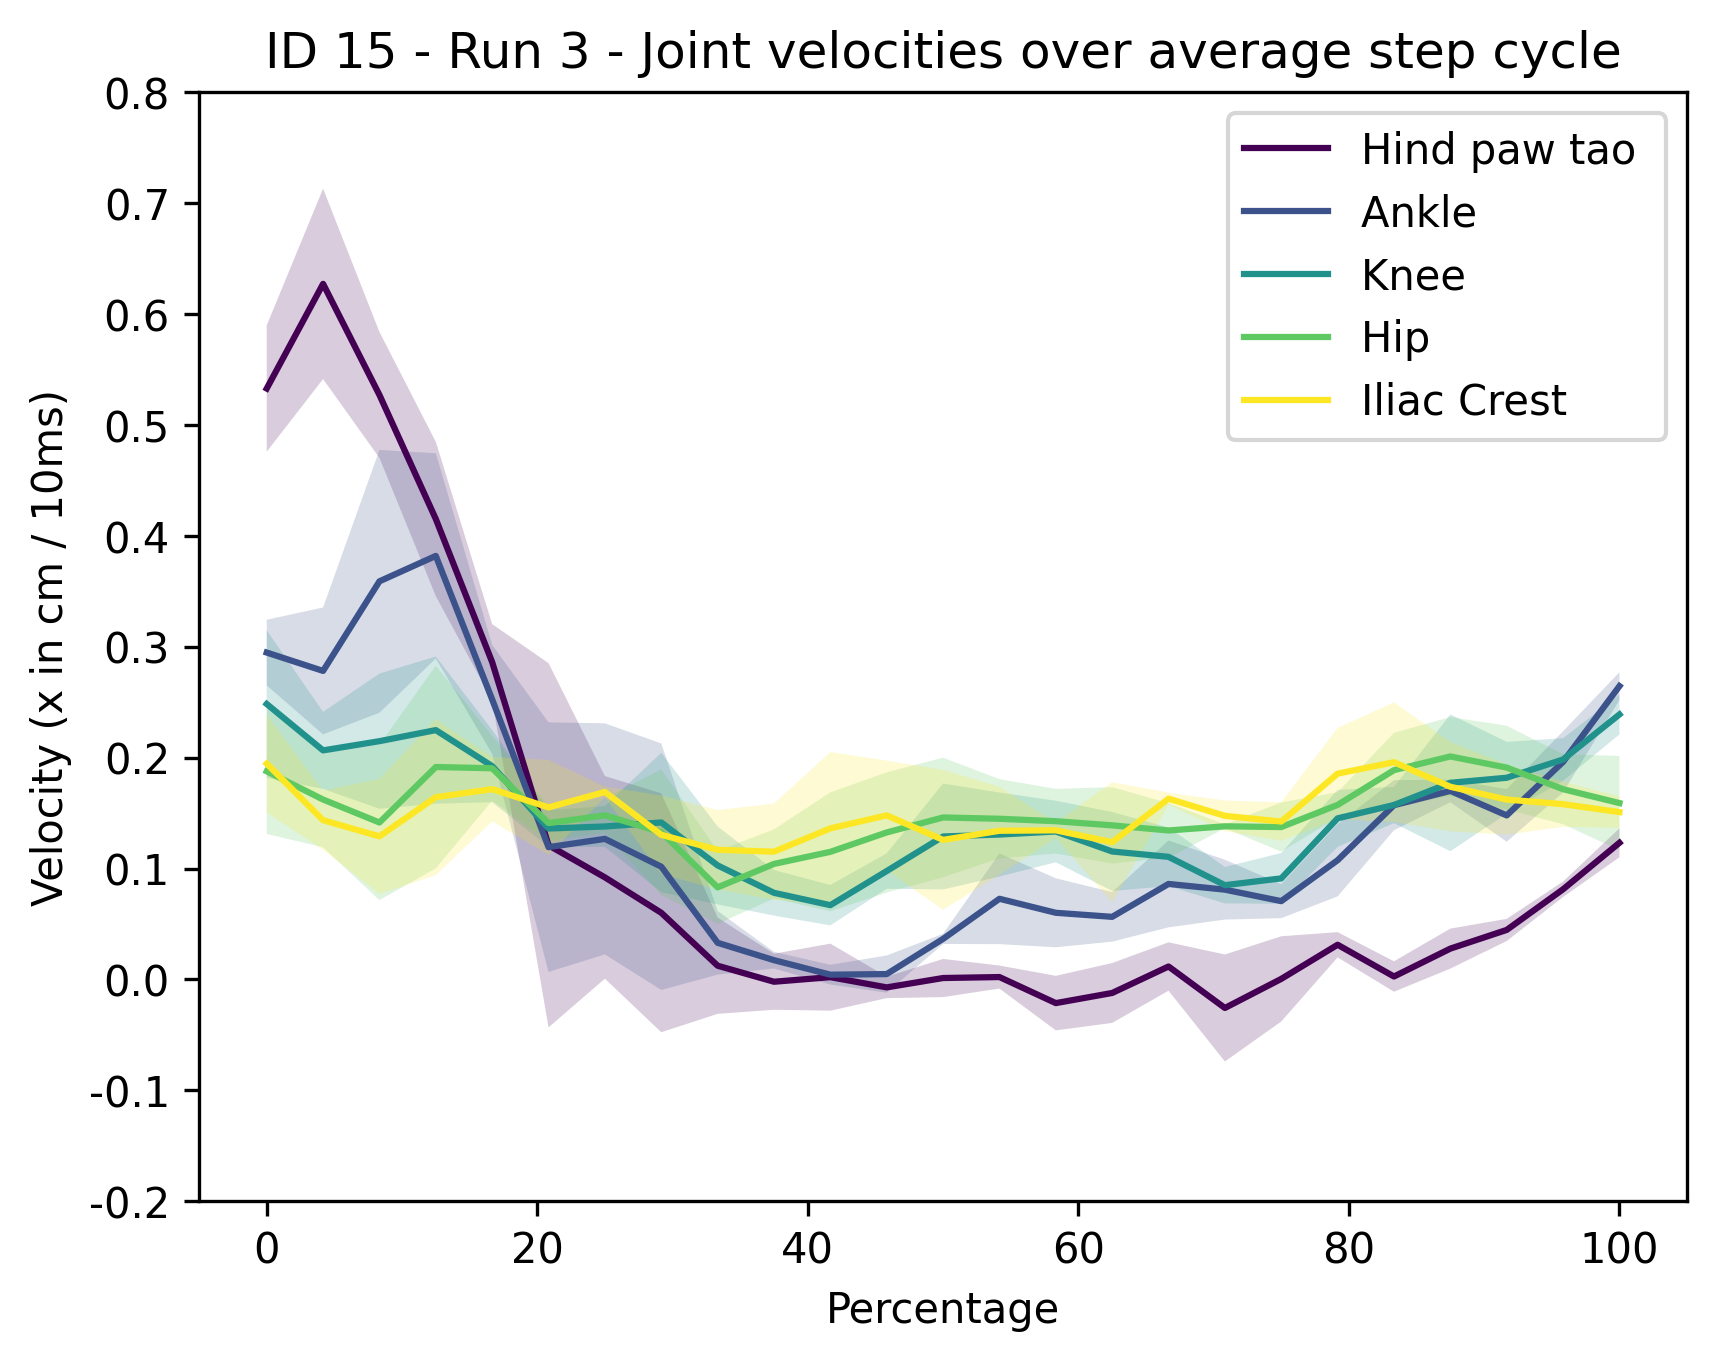 ID 15 - Run 3 - Joint velocities over average step cycle
0.8
0.7
0.6
0.5
0.4
0.3
0.2
0.1
0.0
-0.1
-0.2
Velocity (x in cm / 10ms)
Hind paw tao
Ankle
Knee
Hip
Iliac Crest
0 20 40 60 80 100
Percentage